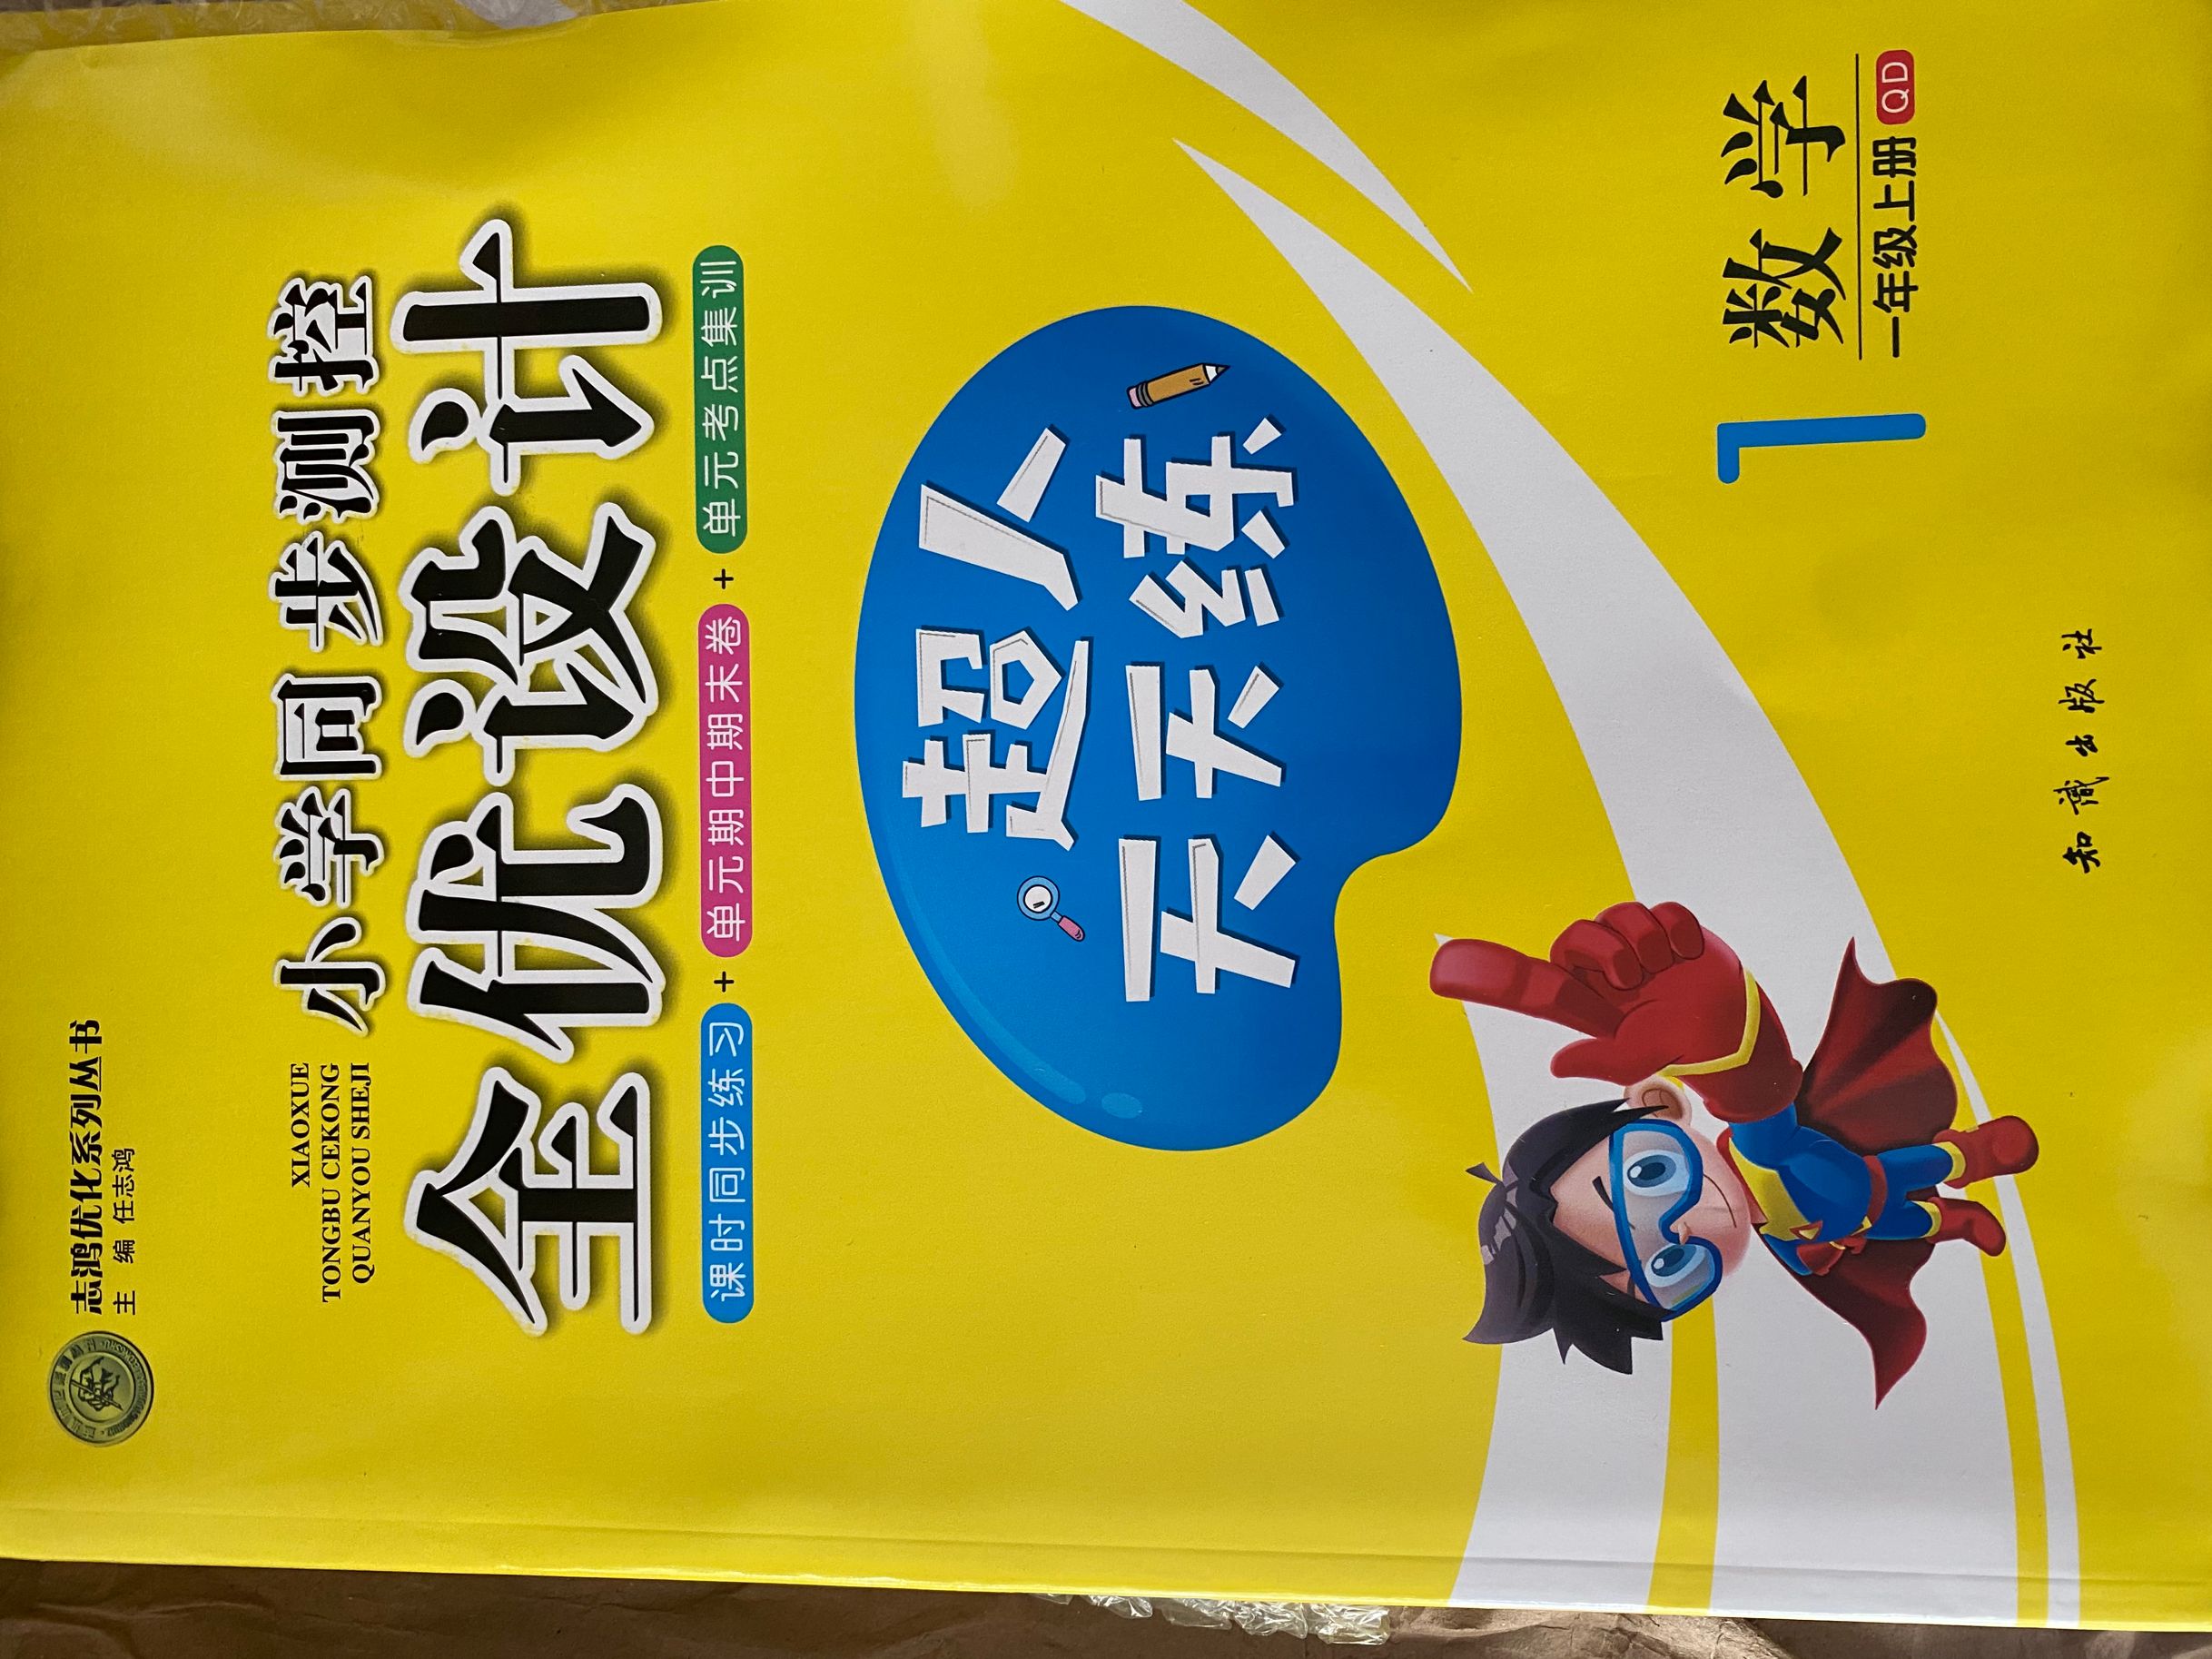 志鸿优化系列丛书
主 编 任志鸿
XIAOXUE
TONGBU CEKONG
QUANYOU SHEJI
小学同步测控
全优设计
课时同步练习+单元期中期末卷+单元考点集训
超人
天天练
1
数学
一年级上册 QD
知识出版社